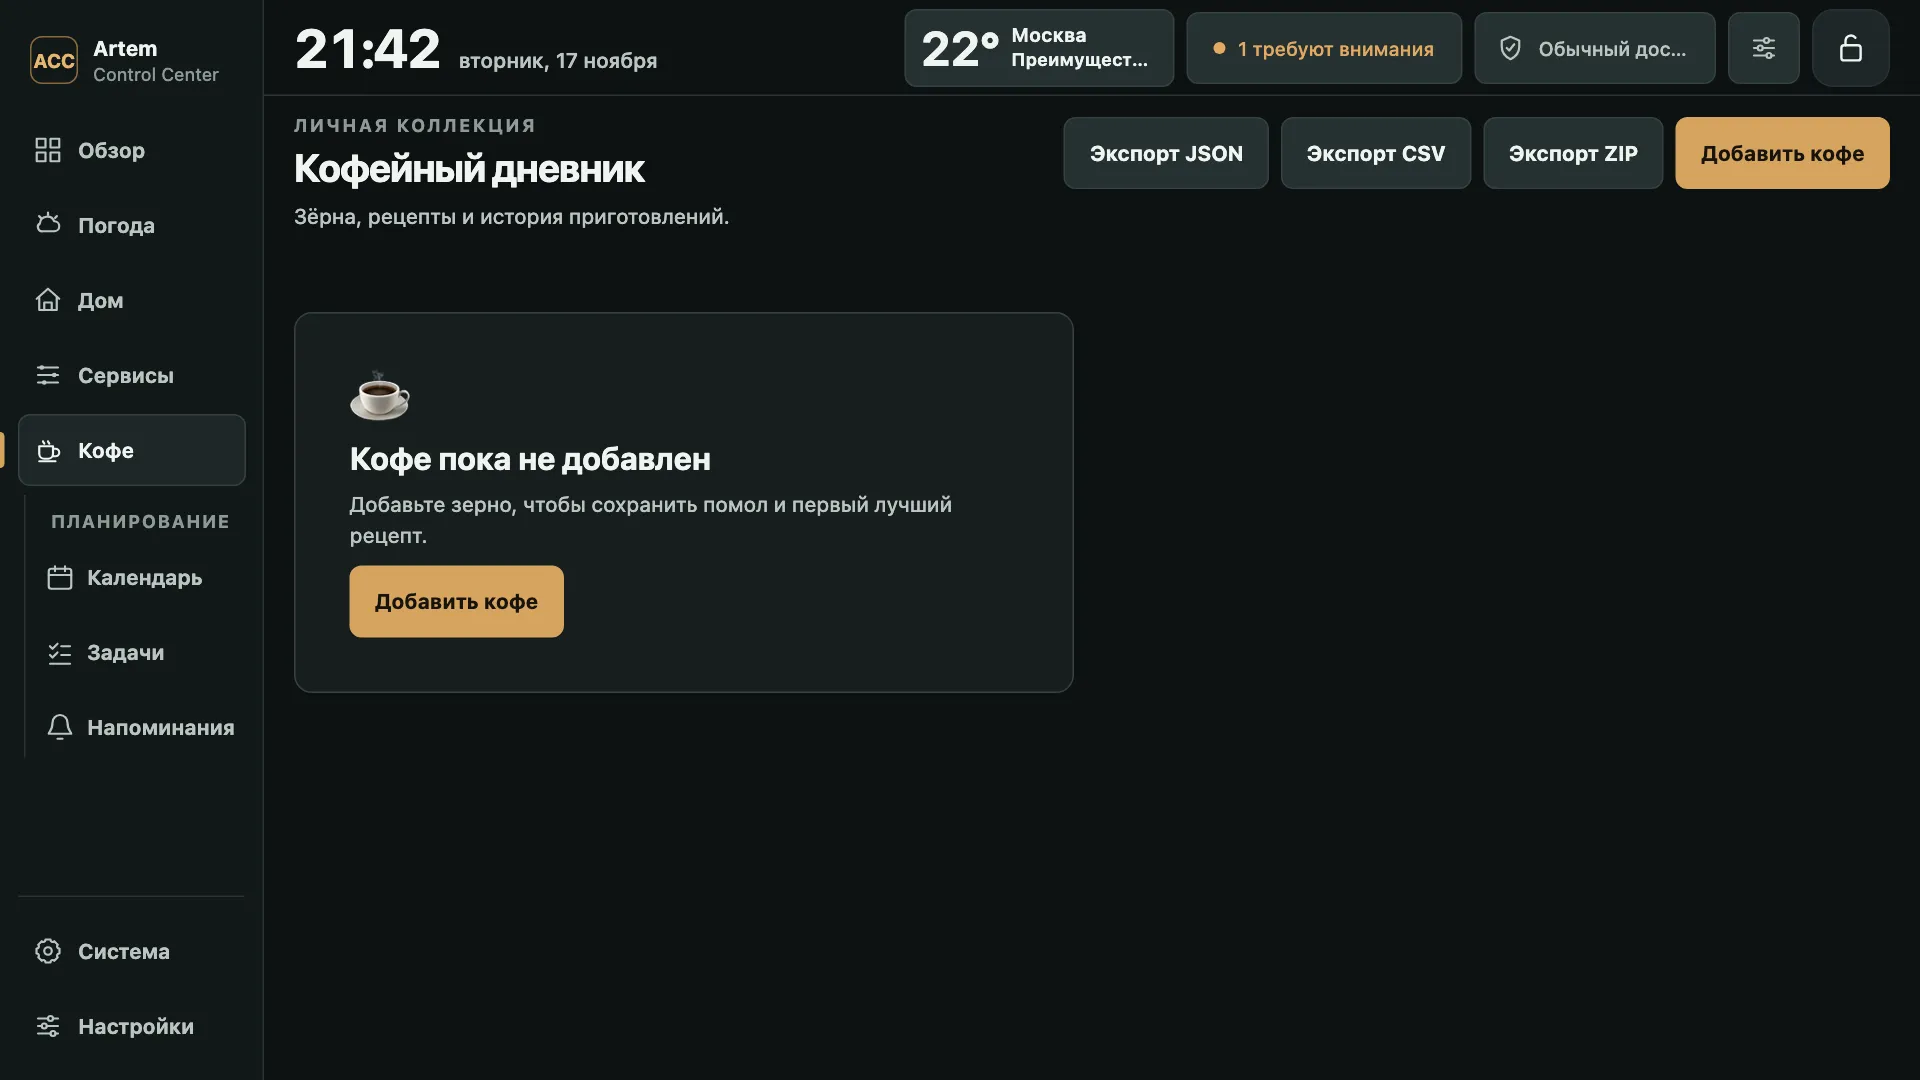 ACC
Artem
Control Center
21:42
вторник, 17 ноября
22°
Москва
Преимущест...
1 требуют внимания
Обычный дос...
Обзор
Погода
Дом
Сервисы
Кофе
ПЛАНИРОВАНИЕ
Календарь
Задачи
Напоминания
Система
Настройки
ЛИЧНАЯ КОЛЛЕКЦИЯ
Кофейный дневник
Зёрна, рецепты и история приготовлений.
Экспорт JSON
Экспорт CSV
Экспорт ZIP
Добавить кофе
Кофе пока не добавлен
Добавьте зерно, чтобы сохранить помол и первый лучший
рецепт.
Добавить кофе